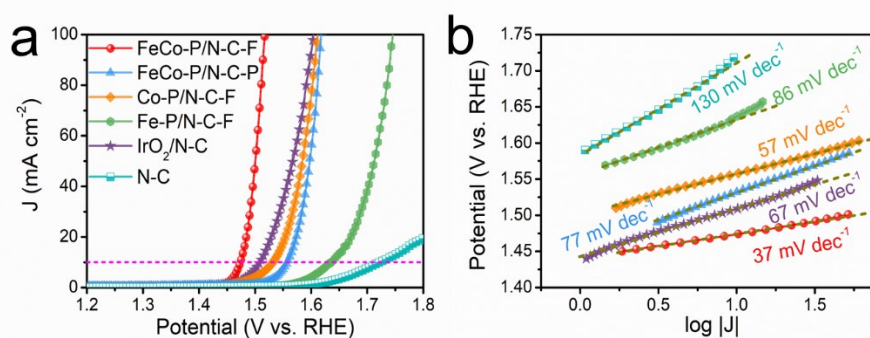 a
100
80
60
40
20
0
J (mA cm⁻²)
FeCo-P/N-C-F
FeCo-P/N-C-P
Co-P/N-C-F
Fe-P/N-C-F
IrO₂/N-C
N-C
1.2 1.3 1.4 1.5 1.6 1.7 1.8
Potential (V vs. RHE)
b
1.75
1.70
1.65
1.60
1.55
1.50
1.45
1.40
Potential (V vs. RHE)
130 mV dec⁻¹
86 mV dec⁻¹
57 mV dec⁻¹
77 mV dec⁻¹
67 mV dec⁻¹
37 mV dec⁻¹
0.0 0.5 1.0 1.5
log |J|